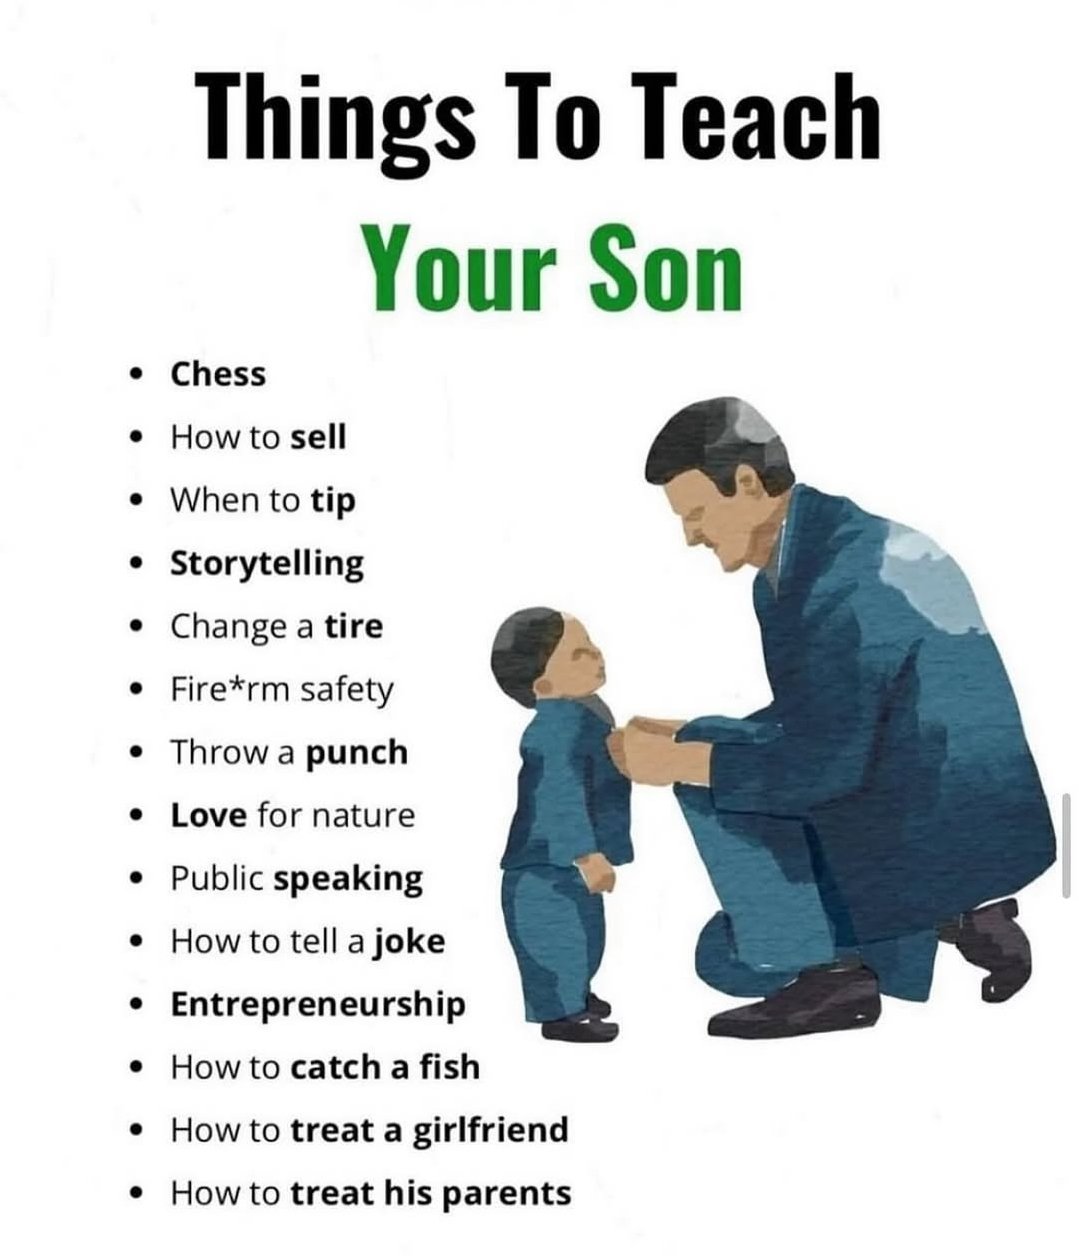 Things To Teach
Your Son
• Chess
• How to sell
• When to tip
• Storytelling
• Change a tire
• Fire*rm safety
• Throw a punch
• Love for nature
• Public speaking
• How to tell a joke
• Entrepreneurship
• How to catch a fish
• How to treat a girlfriend
• How to treat his parents